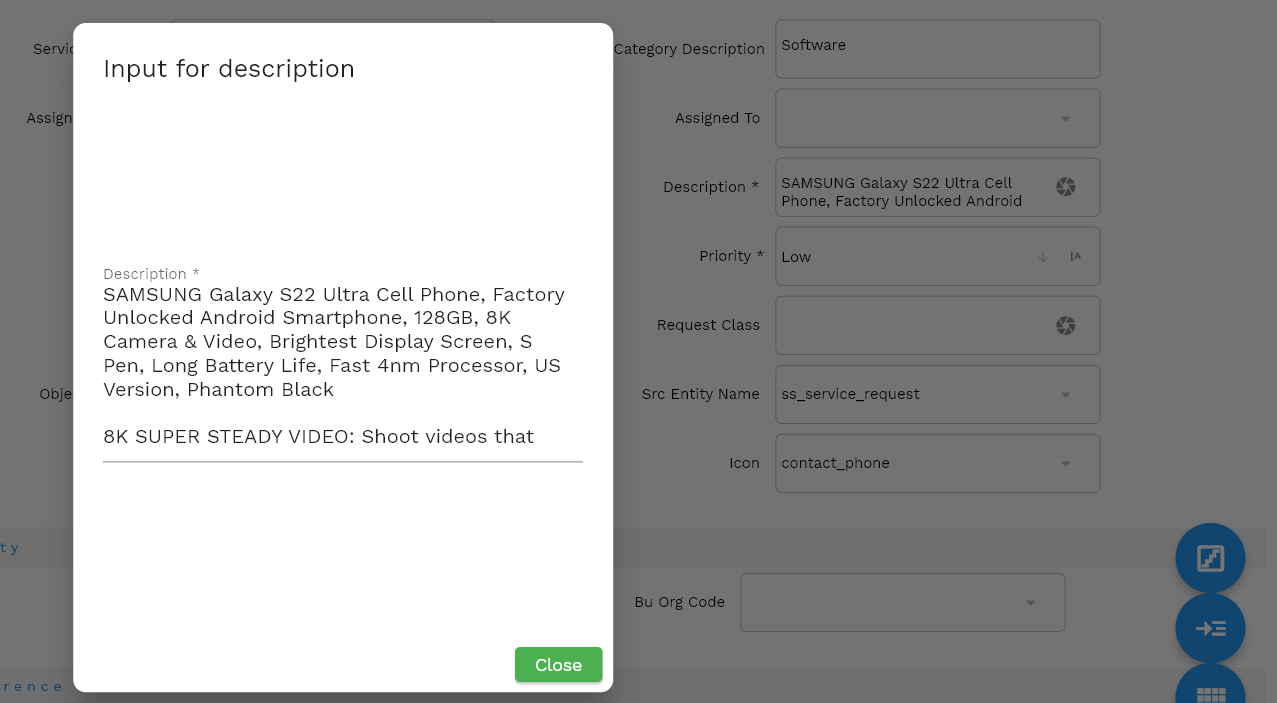 Servic
Category Description
Software
Input for description
Assign
Assigned To
Description *
SAMSUNG Galaxy S22 Ultra Cell
Phone, Factory Unlocked Android
Priority *
Low
Description *
SAMSUNG Galaxy S22 Ultra Cell Phone, Factory
Unlocked Android Smartphone, 128GB, 8K
Camera & Video, Brightest Display Screen, S
Pen, Long Battery Life, Fast 4nm Processor, US
Version, Phantom Black
8K SUPER STEADY VIDEO: Shoot videos that
Request Class
Obje
Src Entity Name
ss_service_request
Icon
contact_phone
ty
Bu Org Code
Close
rence